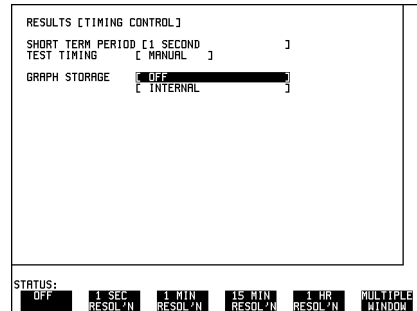 RESULTS [TIMING CONTROL]
SHORT TERM PERIOD [1 SECOND ]
TEST TIMING [ MANUAL ]
GRAPH STORAGE [ OFF ]
[ INTERNAL ]
STATUS:
OFF 1 SEC 1 MIN 15 MIN 1 HR MULTIPLE
RESOL'N RESOL'N RESOL'N RESOL'N WINDOW